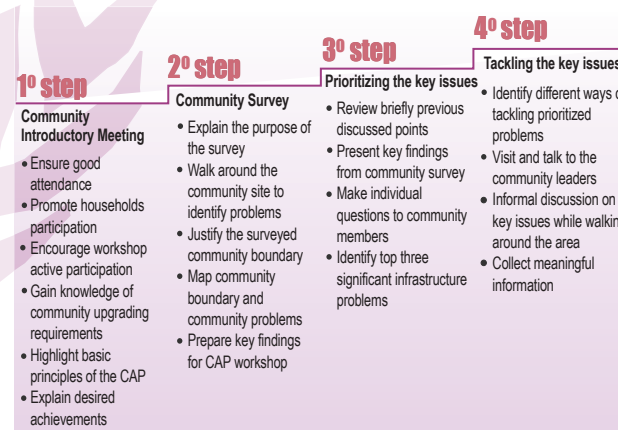 1º step
Community
Introductory Meeting
• Ensure good
attendance
• Promote households
participation
• Encourage workshop
active participation
• Gain knowledge of
community upgrading
requirements
• Highlight basic
principles of the CAP
• Explain desired
achievements
2º step
Community Survey
• Explain the purpose of
the survey
• Walk around the
community site to
identify problems
• Justify the surveyed
community boundary
• Map community
boundary and
community problems
• Prepare key findings
for CAP workshop
3º step
Prioritizing the key issues
• Review briefly previous
discussed points
• Present key findings
from community survey
• Make individual
questions to community
members
• Identify top three
significant infrastructure
problems
4º step
Tackling the key issues
• Identify different ways
tackling prioritized
problems
• Visit and talk to the
community leaders
• Informal discussion on
key issues while
around the area
• Collect meaningful
information